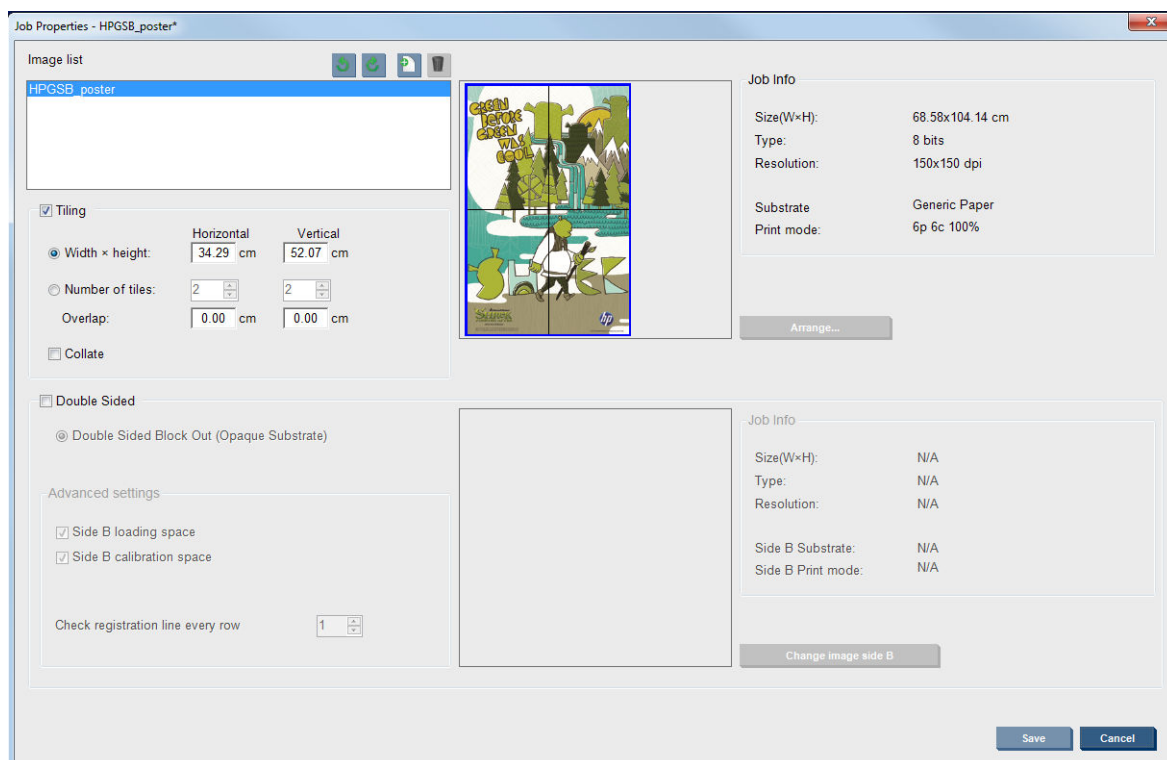 Job Properties - HPGSB_poster*
Image list
HPGSB_poster
GREEN
BEFORE
GREEN
WAS
COOL
SHREK
hp
Job Info
Size(W×H): 68.58x104.14 cm
Type: 8 bits
Resolution: 150x150 dpi
Substrate Generic Paper
Print mode: 6p 6c 100%
Arrange...
Tiling
Horizontal Vertical
Width × height: 34.29 cm 52.07 cm
Number of tiles: 2 2
Overlap: 0.00 cm 0.00 cm
Collate
Double Sided
Double Sided Block Out (Opaque Substrate)
Advanced settings
Side B loading space
Side B calibration space
Check registration line every row 1
Job Info
Size(W×H): N/A
Type: N/A
Resolution: N/A
Side B Substrate: N/A
Side B Print mode: N/A
Change image side B
Save Cancel